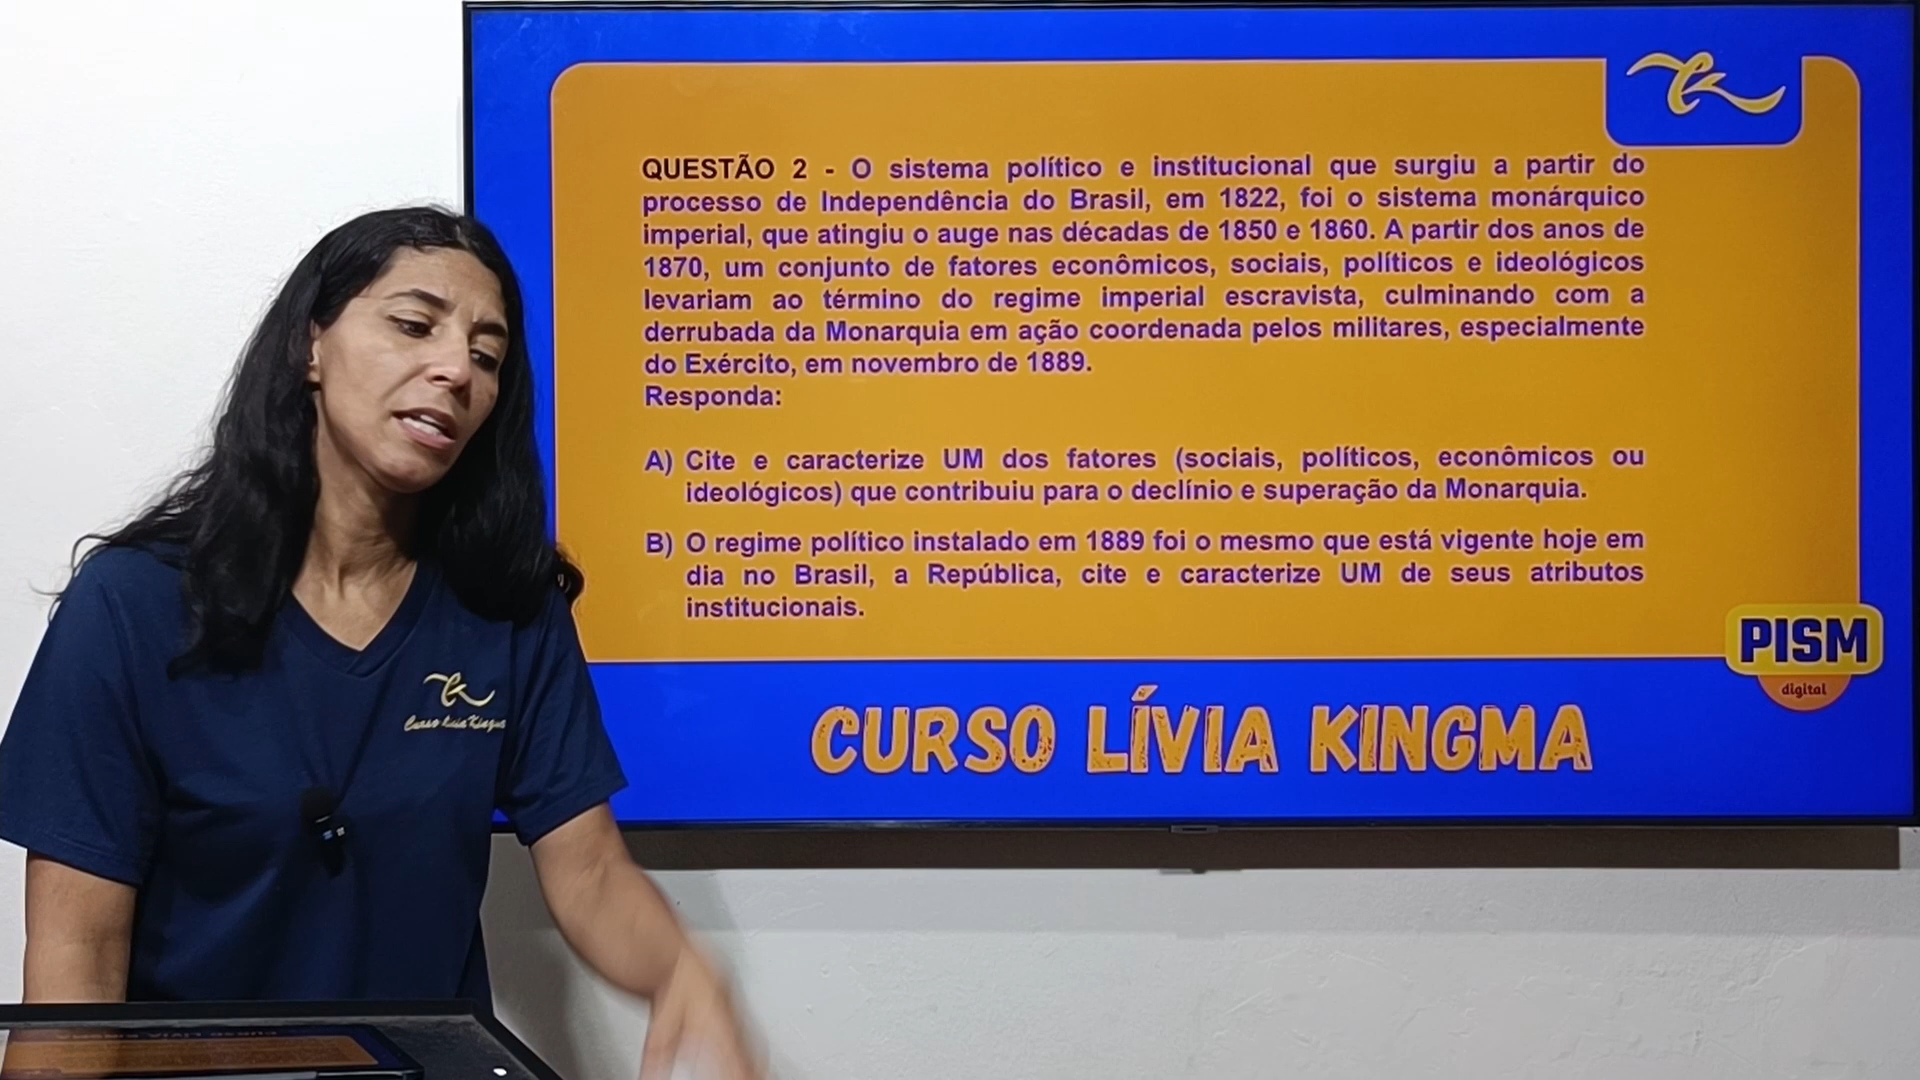 QUESTÃO 2 - O sistema político e institucional que surgiu a partir do
processo de Independência do Brasil, em 1822, foi o sistema monárquico
imperial, que atingiu o auge nas décadas de 1850 e 1860. A partir dos anos de
1870, um conjunto de fatores econômicos, sociais, políticos e ideológicos
levariam ao término do regime imperial escravista, culminando com a
derrubada da Monarquia em ação coordenada pelos militares, especialmente
do Exército, em novembro de 1889.
Responda:
A) Cite e caracterize UM dos fatores (sociais, políticos, econômicos ou
ideológicos) que contribuiu para o declínio e superação da Monarquia.
B) O regime político instalado em 1889 foi o mesmo que está vigente hoje em
dia no Brasil, a República, cite e caracterize UM de seus atributos
institucionais.
PISM
digital
CURSO LÍVIA KINGMA
Curso Lívia Kingma